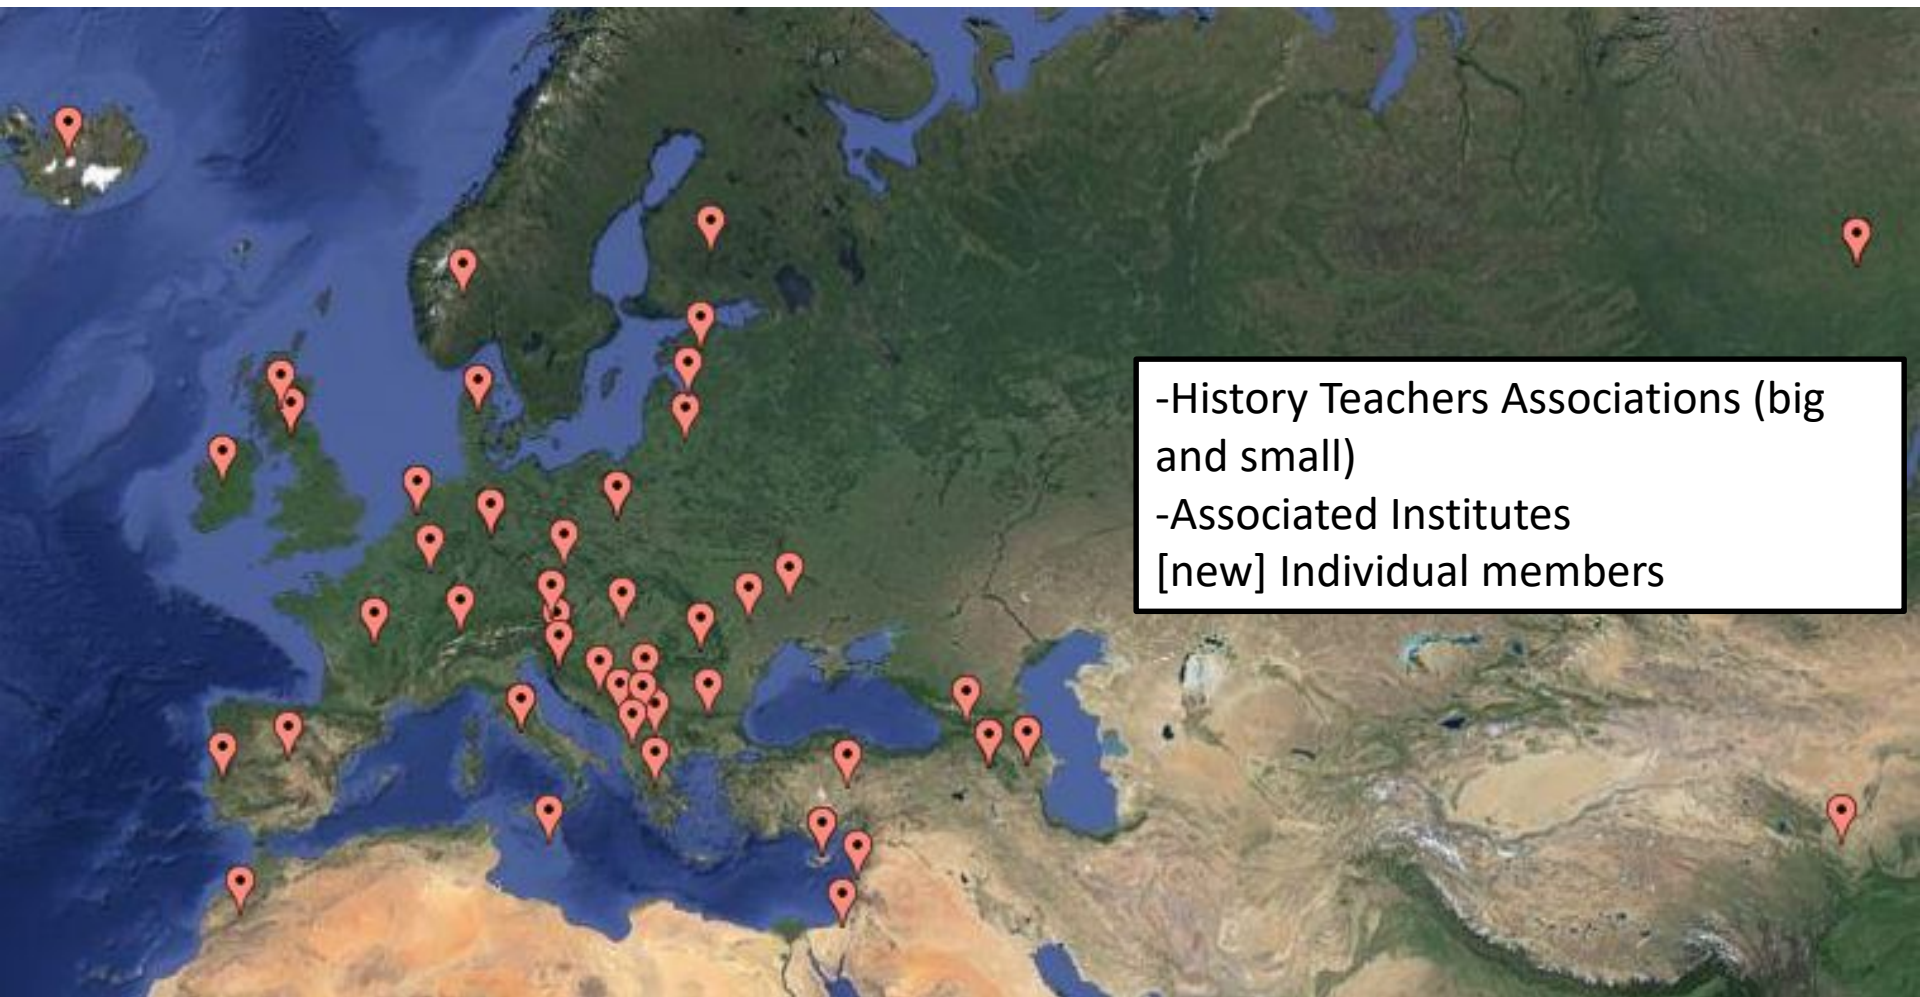 -History Teachers Associations (big
and small)
-Associated Institutes
[new] Individual members